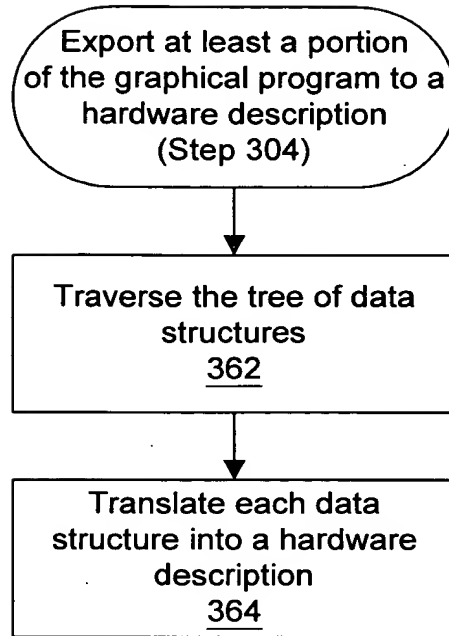 Export at least a portion
of the graphical program to a
hardware description
(Step 304)
Traverse the tree of data
structures
362
Translate each data
structure into a hardware
description
364